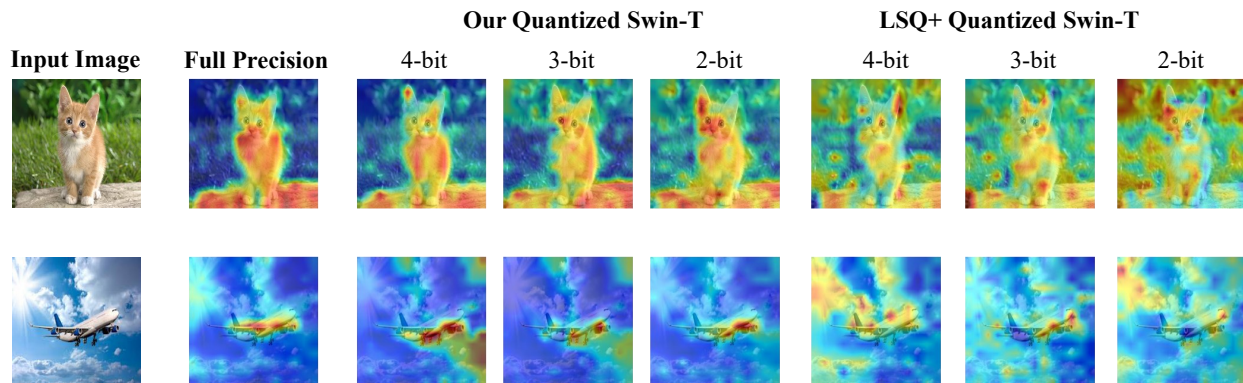 Our Quantized Swin-T LSQ+ Quantized Swin-T
Input Image Full Precision 4-bit 3-bit 2-bit 4-bit 3-bit 2-bit